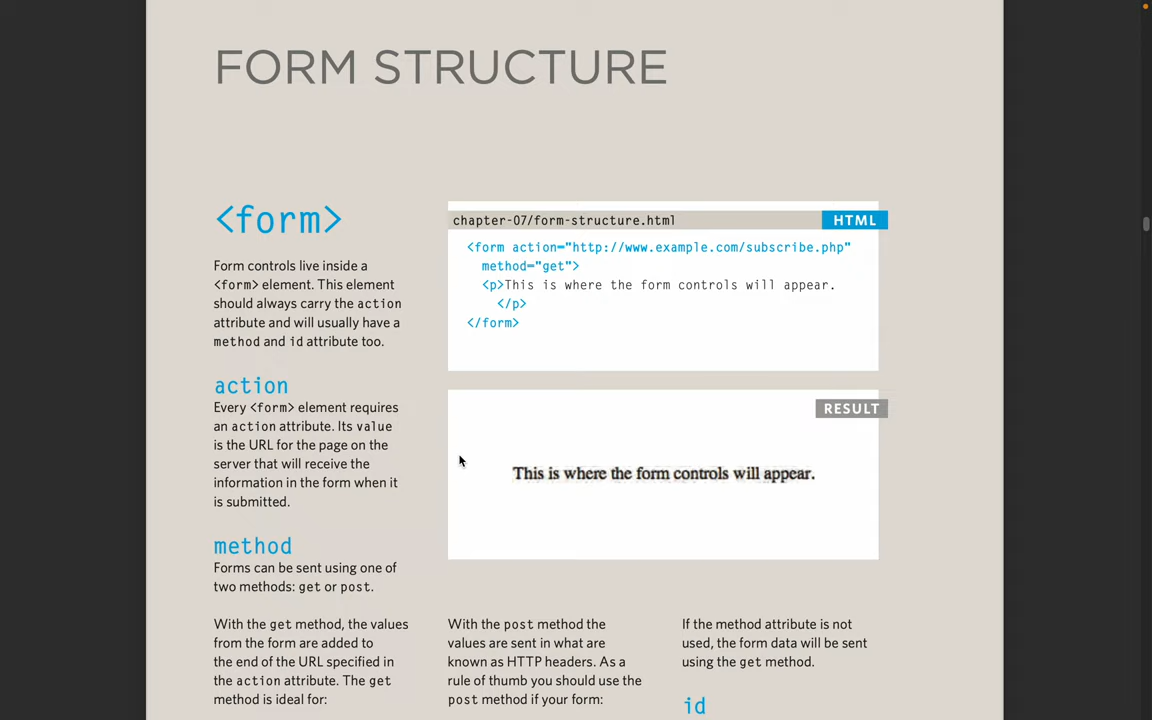 FORM STRUCTURE
<form>
Form controls live inside a
<form> element. This element
should always carry the action
attribute and will usually have a
method and id attribute too.
action
Every <form> element requires
an action attribute. Its value
is the URL for the page on the
server that will receive the
information in the form when it
is submitted.
method
Forms can be sent using one of
two methods: get or post.
With the get method, the values
from the form are added to
the end of the URL specified in
the action attribute. The get
method is ideal for:
chapter-07/form-structure.html
HTML
<form action="http://www.example.com/subscribe.php"
method="get">
<p>This is where the form controls will appear.
</p>
</form>
RESULT
This is where the form controls will appear.
With the post method the
values are sent in what are
known as HTTP headers. As a
rule of thumb you should use the
post method if your form:
If the method attribute is not
used, the form data will be sent
using the get method.
id